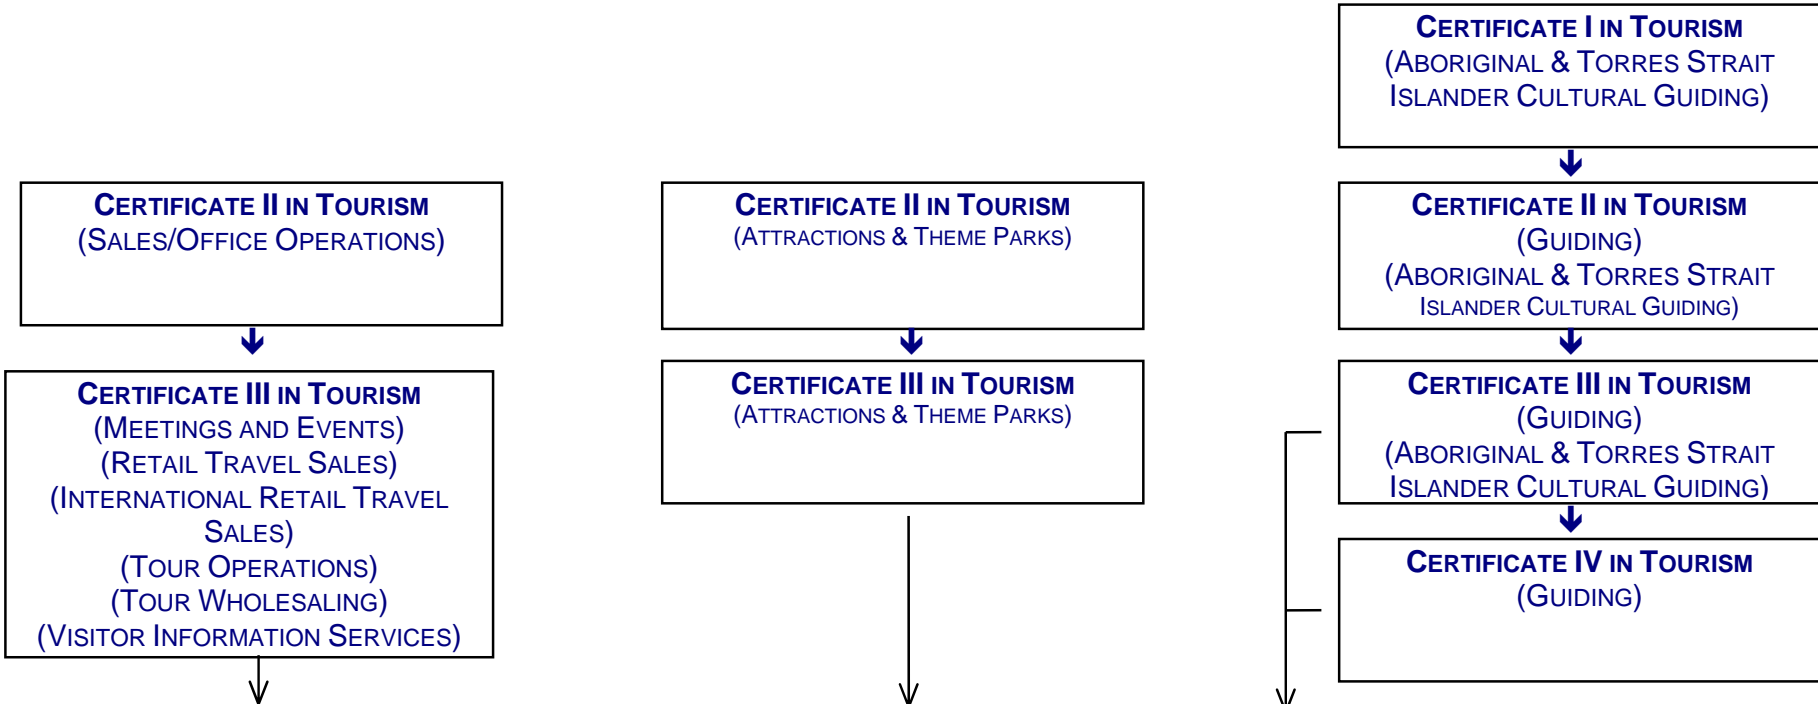 CERTIFICATE I IN TOURISM
(ABORIGINAL & TORRES STRAIT
ISLANDER CULTURAL GUIDING)
CERTIFICATE II IN TOURISM
(SALES/OFFICE OPERATIONS)
CERTIFICATE II IN TOURISM
(ATTRACTIONS & THEME PARKS)
CERTIFICATE II IN TOURISM
(GUIDING)
(ABORIGINAL & TORRES STRAIT
ISLANDER CULTURAL GUIDING)
CERTIFICATE III IN TOURISM
(MEETINGS AND EVENTS)
(RETAIL TRAVEL SALES)
(INTERNATIONAL RETAIL TRAVEL
SALES)
(TOUR OPERATIONS)
(TOUR WHOLESALING)
(VISITOR INFORMATION SERVICES)
CERTIFICATE III IN TOURISM
(ATTRACTIONS & THEME PARKS)
CERTIFICATE III IN TOURISM
(GUIDING)
(ABORIGINAL & TORRES STRAIT
ISLANDER CULTURAL GUIDING)
CERTIFICATE IV IN TOURISM
(GUIDING)